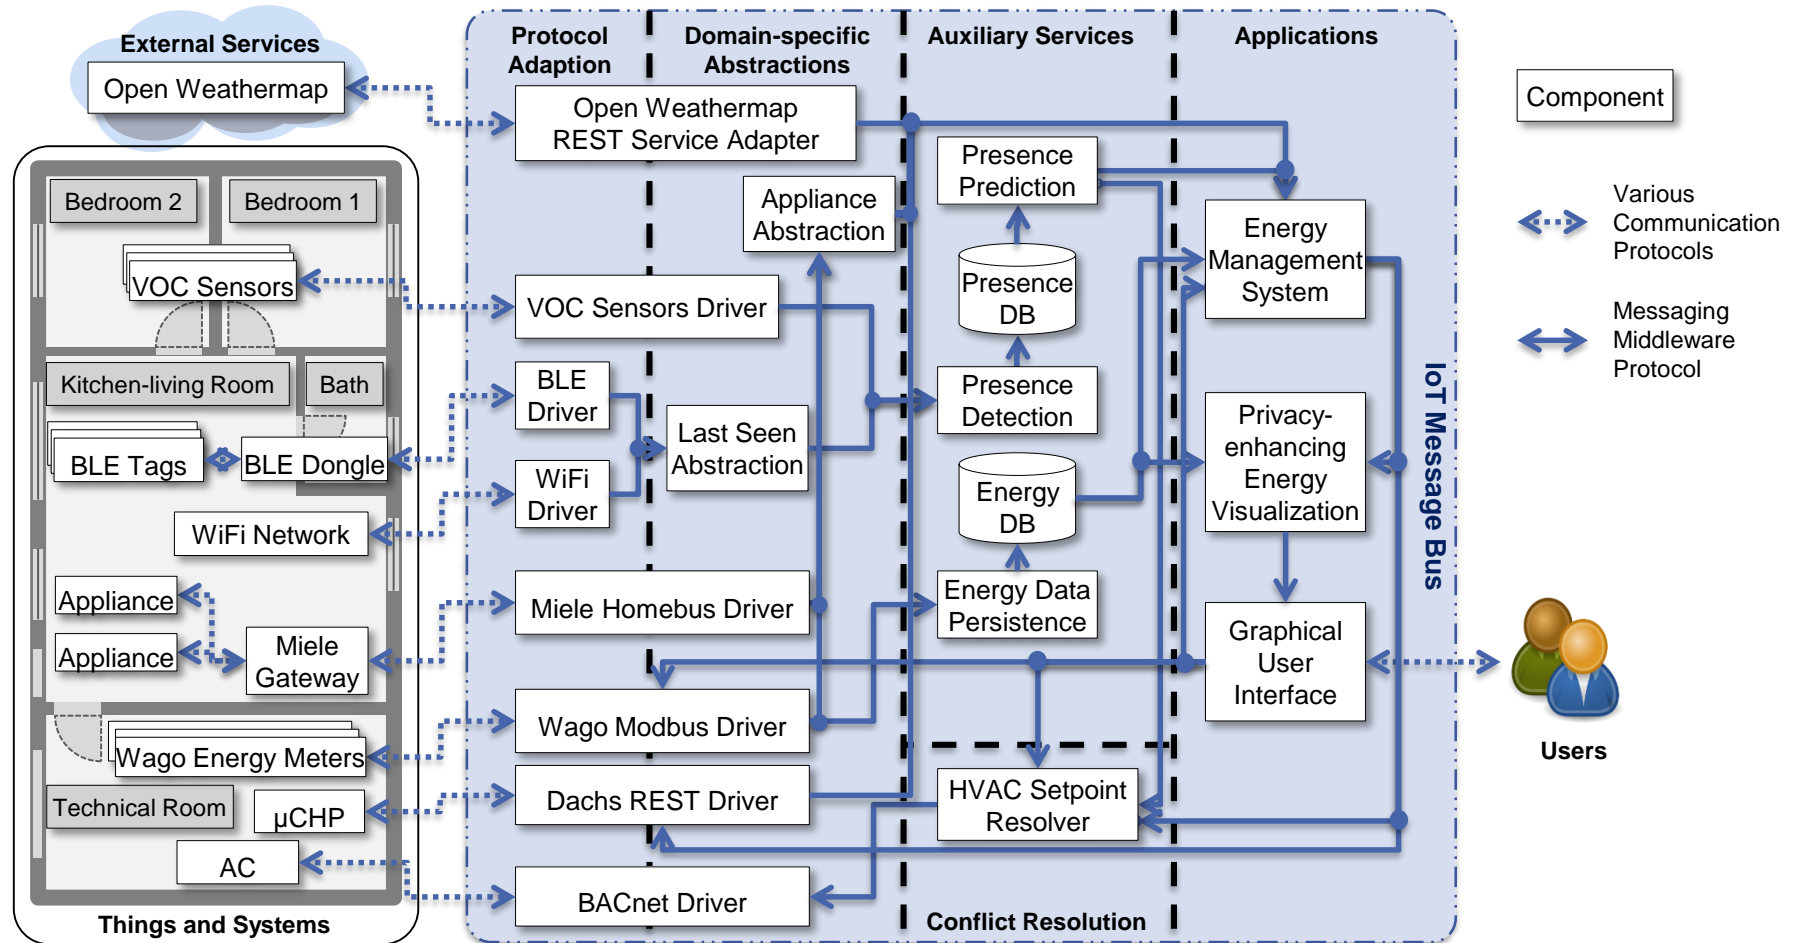 External Services
Open Weathermap
Bedroom 2
Bedroom 1
VOC Sensors
Kitchen-living Room
Bath
BLE Tags
BLE Dongle
WiFi Network
Appliance
Appliance
Miele
Gateway
Wago Energy Meters
Technical Room
µCHP
AC
Things and Systems
Protocol
Adaption
Domain-specific
Abstractions
Auxiliary Services
Applications
Open Weathermap
REST Service Adapter
Appliance
Abstraction
VOC Sensors Driver
BLE
Driver
WiFi
Driver
Last Seen
Abstraction
Miele Homebus Driver
Wago Modbus Driver
Dachs REST Driver
BACnet Driver
Presence
Prediction
Presence
DB
Presence
Detection
Energy
DB
Energy Data
Persistence
HVAC Setpoint
Resolver
Conflict Resolution
Energy
Management
System
Privacy-
enhancing
Energy
Visualization
Graphical
User
Interface
IoT Message Bus
Component
Various
Communication
Protocols
Messaging
Middleware
Protocol
Users